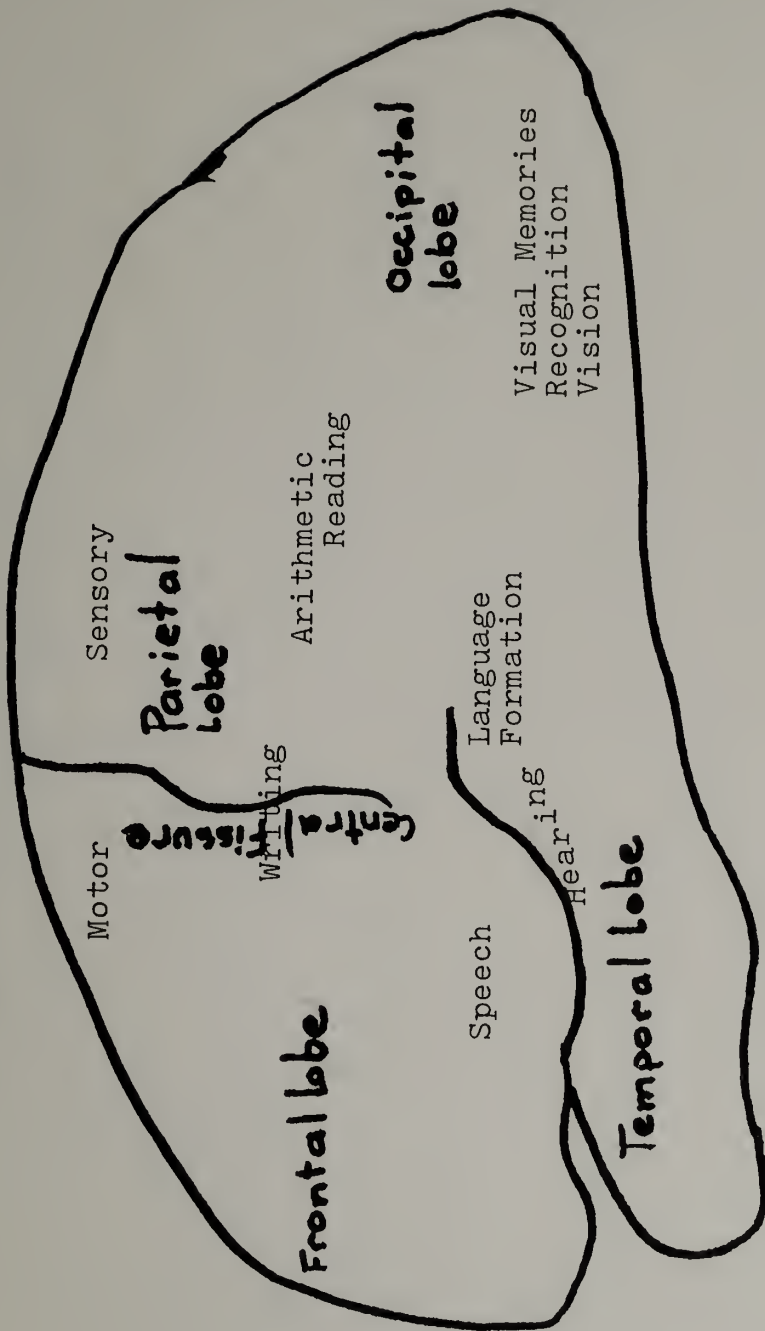 Motor
Sensory
Parietal
Lobe
Central
fissure
Writing
Frontal Lobe
Arithmetic
Reading
Occipital
lobe
Speech
Language
Formation
Visual Memories
Recognition
Vision
Hearing
Temporal Lobe